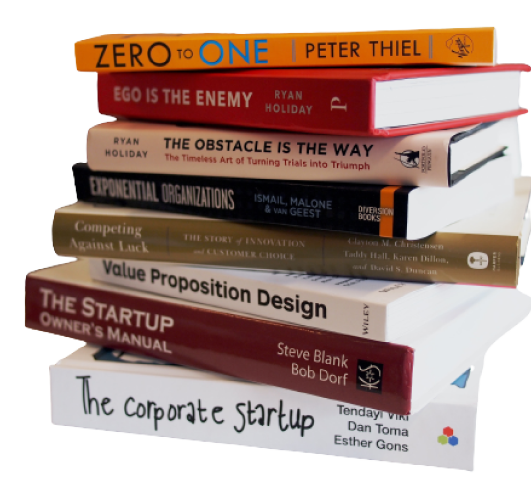 ZERO TO ONE PETER THIEL
EGO IS THE ENEMY RYAN
HOLIDAY P
RYAN
HOLIDAY
THE OBSTACLE IS THE WAY
The Timeless Art of Turning Trials into Triumph
EXPONENTIAL ORGANIZATIONS
ISMAIL, MALONE
& VAN GEEST
DIVERSION
BOOKS
Competing
Against Luck
THE STORY of INNOVATION
and CUSTOMER CHOICE
Clayton M. Christensen
Taddy Hall, Karen Dillon,
and David S. Duncan
Value Proposition Design
WILEY
THE STARTUP
OWNER'S MANUAL
Steve Blank
Bob Dorf
The corporate startup
Tendayi Viki
Dan Toma
Esther Gons